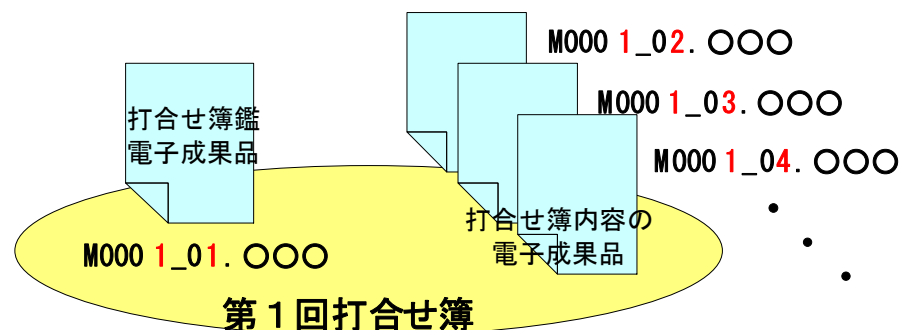 打合せ簿鑑
電子成果品
M0001_01.○○○
M0001_02.○○○
M0001_03.○○○
M0001_04.○○○
打合せ簿内容の
電子成果品
第1回打合せ簿